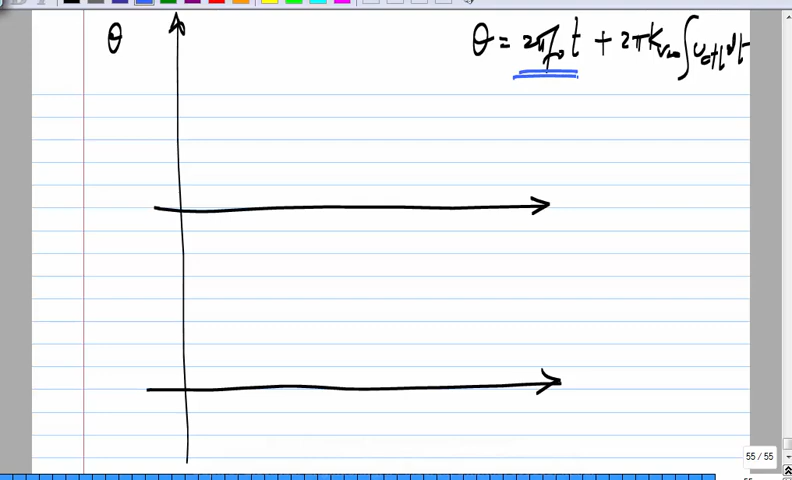 θ
θ = 2πf₀t + 2πK_vco ∫ v_ctl dt
55 / 55